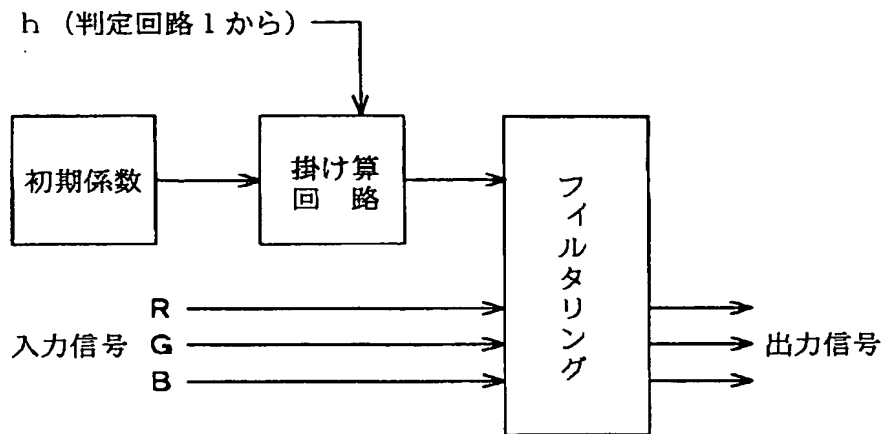 h (判定回路1から)
初期係数
掛け算
回 路
フィルタリング
R
入力信号 G
B
出力信号